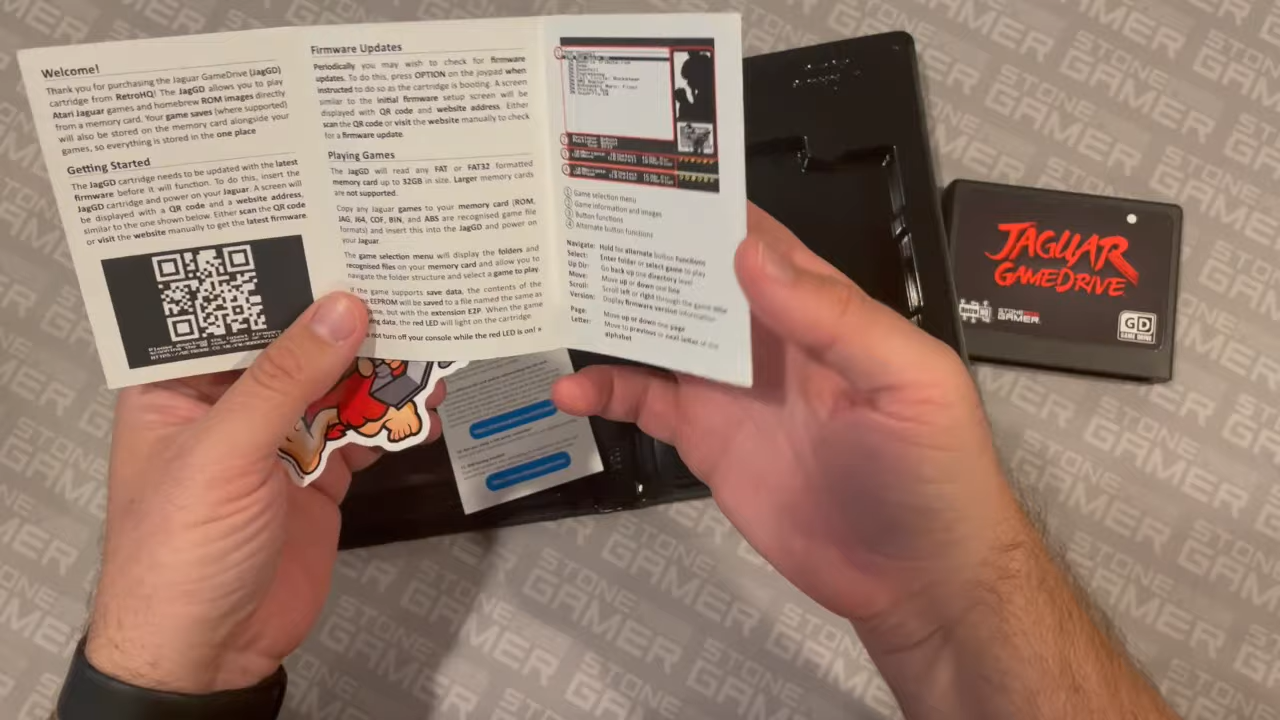 Welcome!
Thank you for purchasing the Jaguar GameDrive (JagGD)
cartridge from RetroHQ! The JagGD allows you to play
Atari Jaguar games and homebrew ROM images directly
from a memory card. Your game saves (where supported)
will also be stored on the memory card alongside your
games, so everything is stored in the one place
Getting Started
The JagGD cartridge needs to be updated with the latest
firmware before it will function. To do this, insert the
JagGD cartridge and power on your Jaguar. A screen will
be displayed with a QR code and a website address,
similar to the one shown below. Either scan the QR code
or visit the website manually to get the latest firmware.
Firmware Updates
Periodically you may wish to check for firmware
updates. To do this, press OPTION on the joypad when
instructed to do so as the cartridge is booting. A screen
similar to the initial firmware setup screen will be
displayed with QR code and website address. Either
scan the QR code or visit the website manually to check
for a firmware update.
Playing Games
The JagGD will read any FAT or FAT32 formatted
memory card up to 32GB in size. Larger memory cards
are not supported.
Copy any Jaguar games to your memory card (ROM,
JAG, J64, COF, BIN, and ABS are recognised game file
formats) and insert this into the JagGD and power on
your Jaguar.
The game selection menu will display the folders and
recognised files on your memory card and allow you to
navigate the folder structure and select a game to play.
If the game supports save data, the contents of
EEPROM will be saved to a file named the same as
game, but with the extension E2P. When the game
data, the red LED will light on the cartridge.
not turn off your console while the red LED is on!
1 Game selection menu
2 Game information and images
3 Button functions
4 Alternate button functions
Hold for alternate button functions
Navigate: Enter folder or select game to play
Select: Go back up one directory level
Up Dir: Move up or down one line
Move: Scroll left or right through the game title
Scroll: Display firmware version information
Version:
Page: Move up or down one page
Letter: Move to previous or next letter of the
alphabet
JAGUAR
GAMEDRIVE
Retro HQ
STONE
GAMER
GD
GAME DRIVE
STONE
GAMER